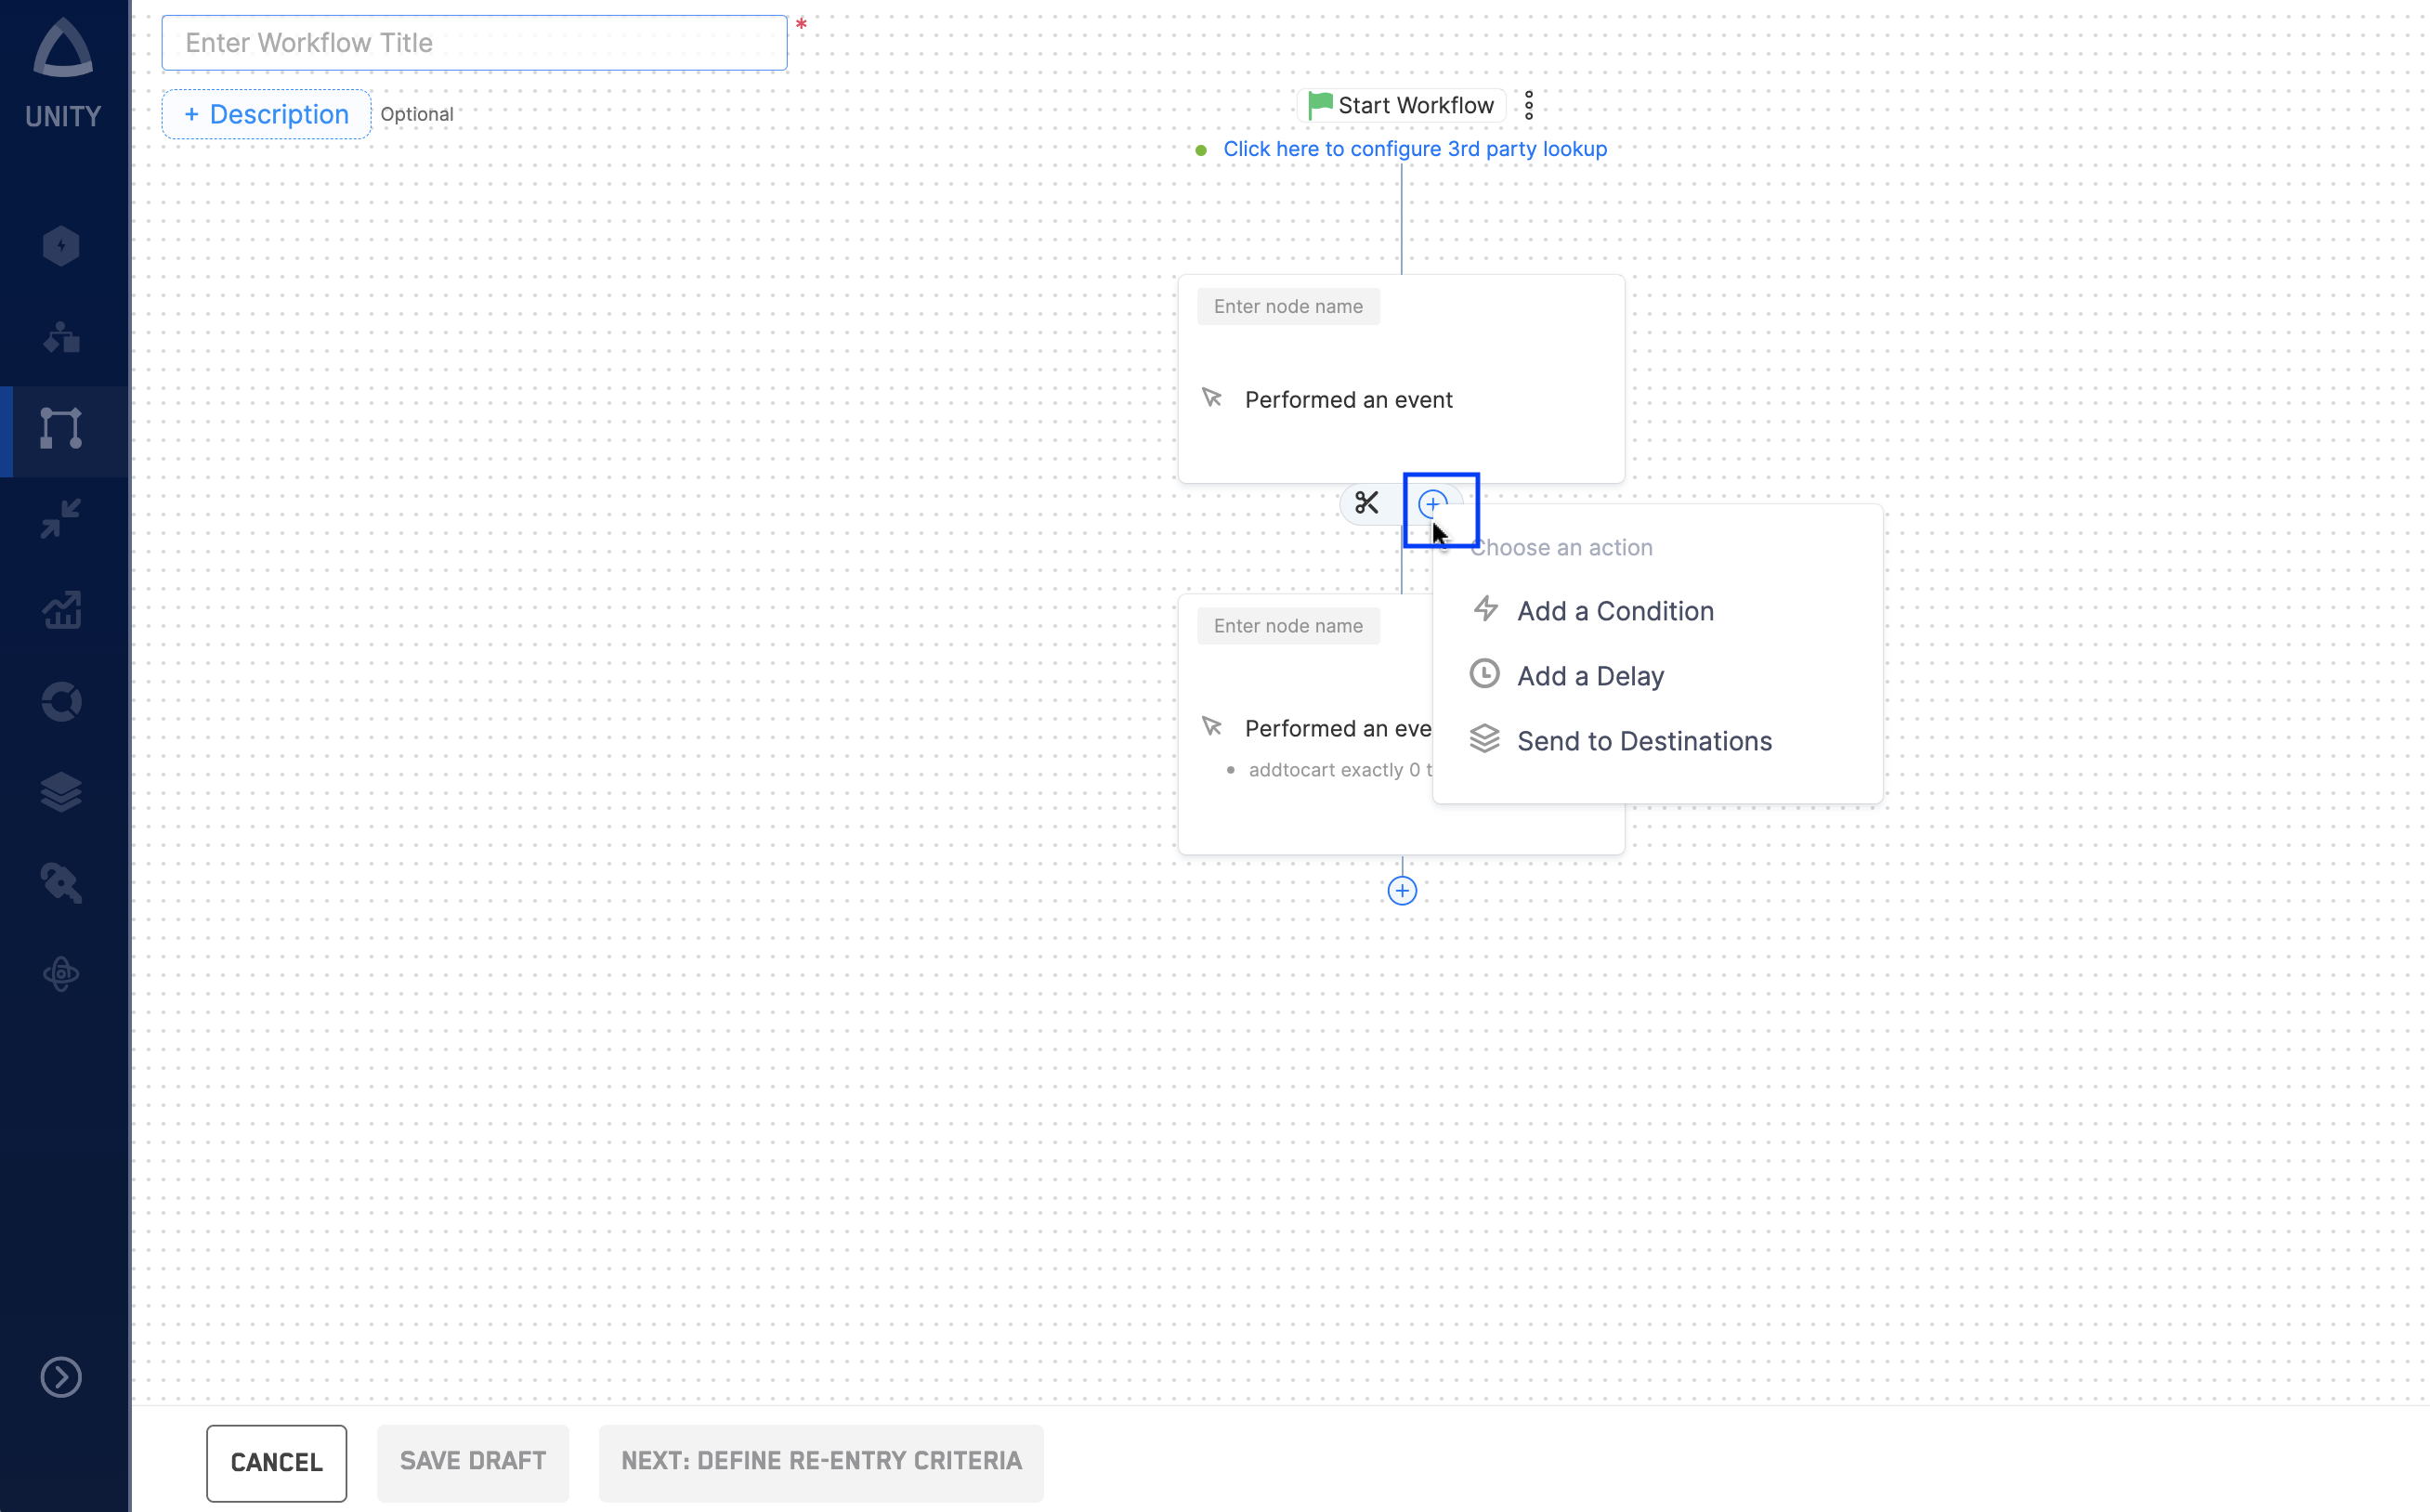 UNITY
Enter Workflow Title
*
+ Description
Optional
Start Workflow
Click here to configure 3rd party lookup
Enter node name
Performed an event
Choose an action
Add a Condition
Add a Delay
Send to Destinations
Enter node name
Performed an eve
addtocart exactly 0 t
CANCEL
SAVE DRAFT
NEXT: DEFINE RE-ENTRY CRITERIA